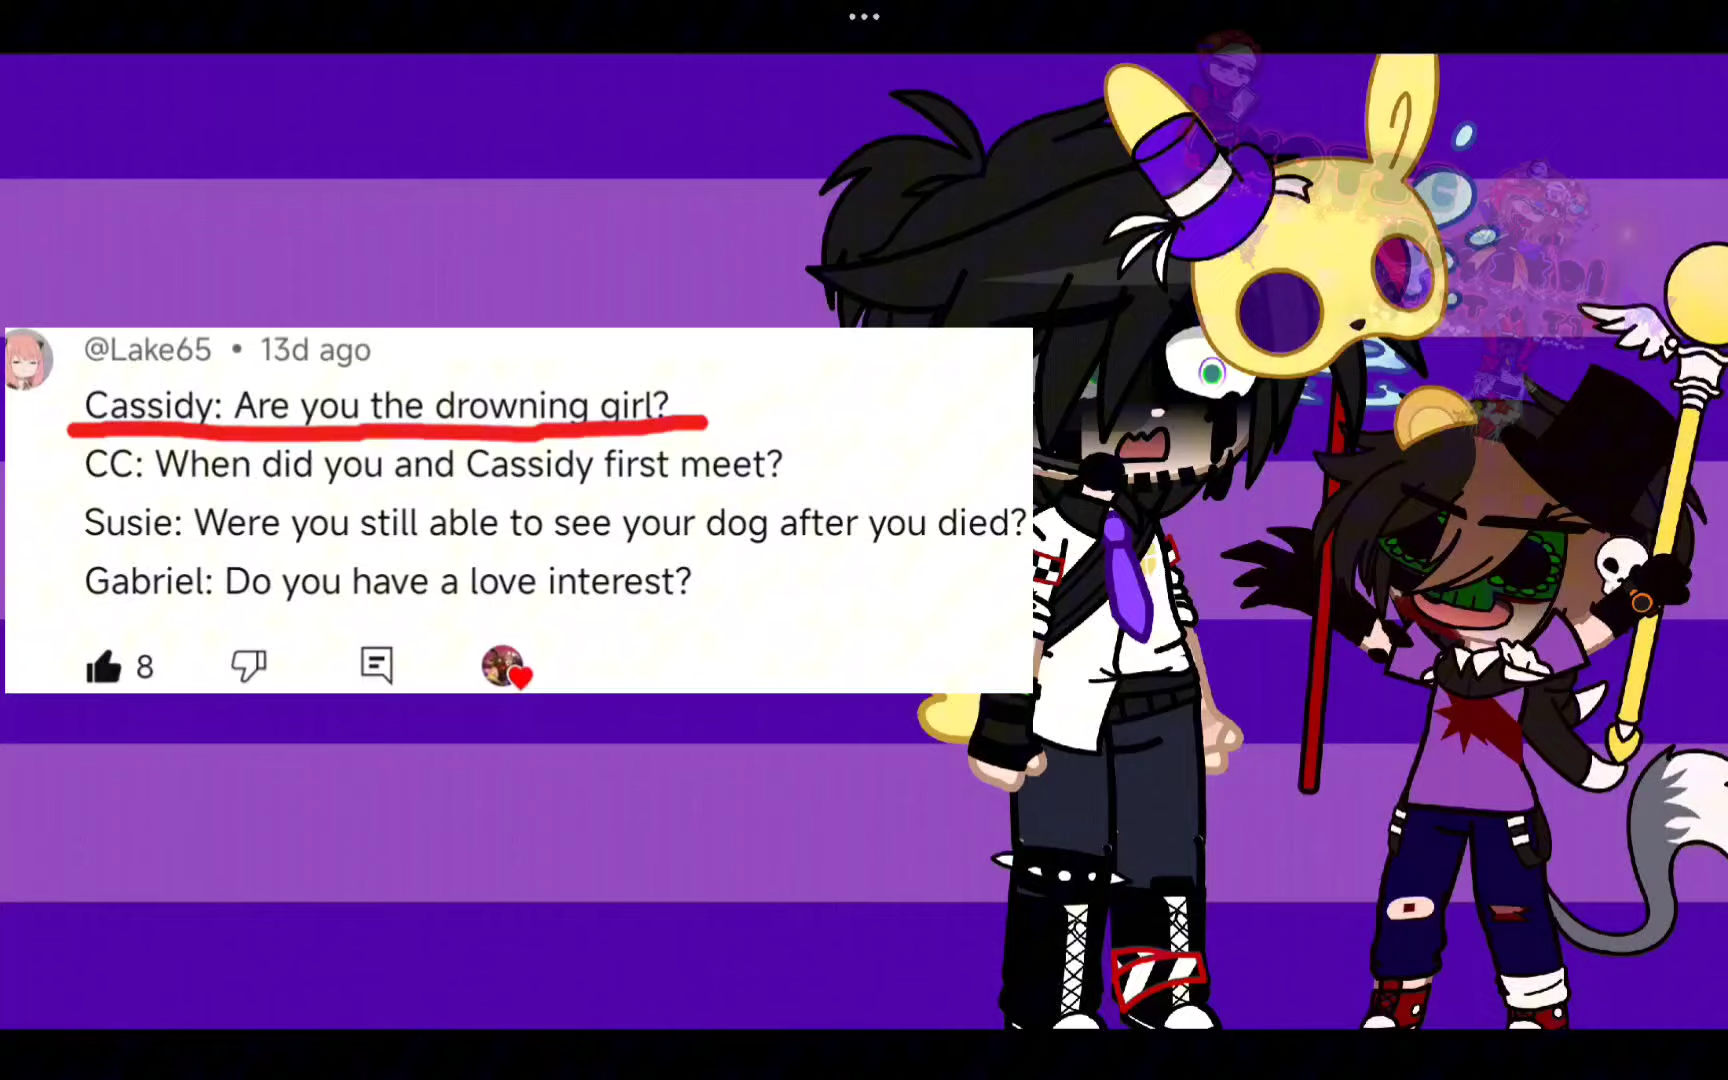 @Lake65 • 13d ago
Cassidy: Are you the drowning girl?
CC: When did you and Cassidy first meet?
Susie: Were you still able to see your dog after you died?
Gabriel: Do you have a love interest?
8